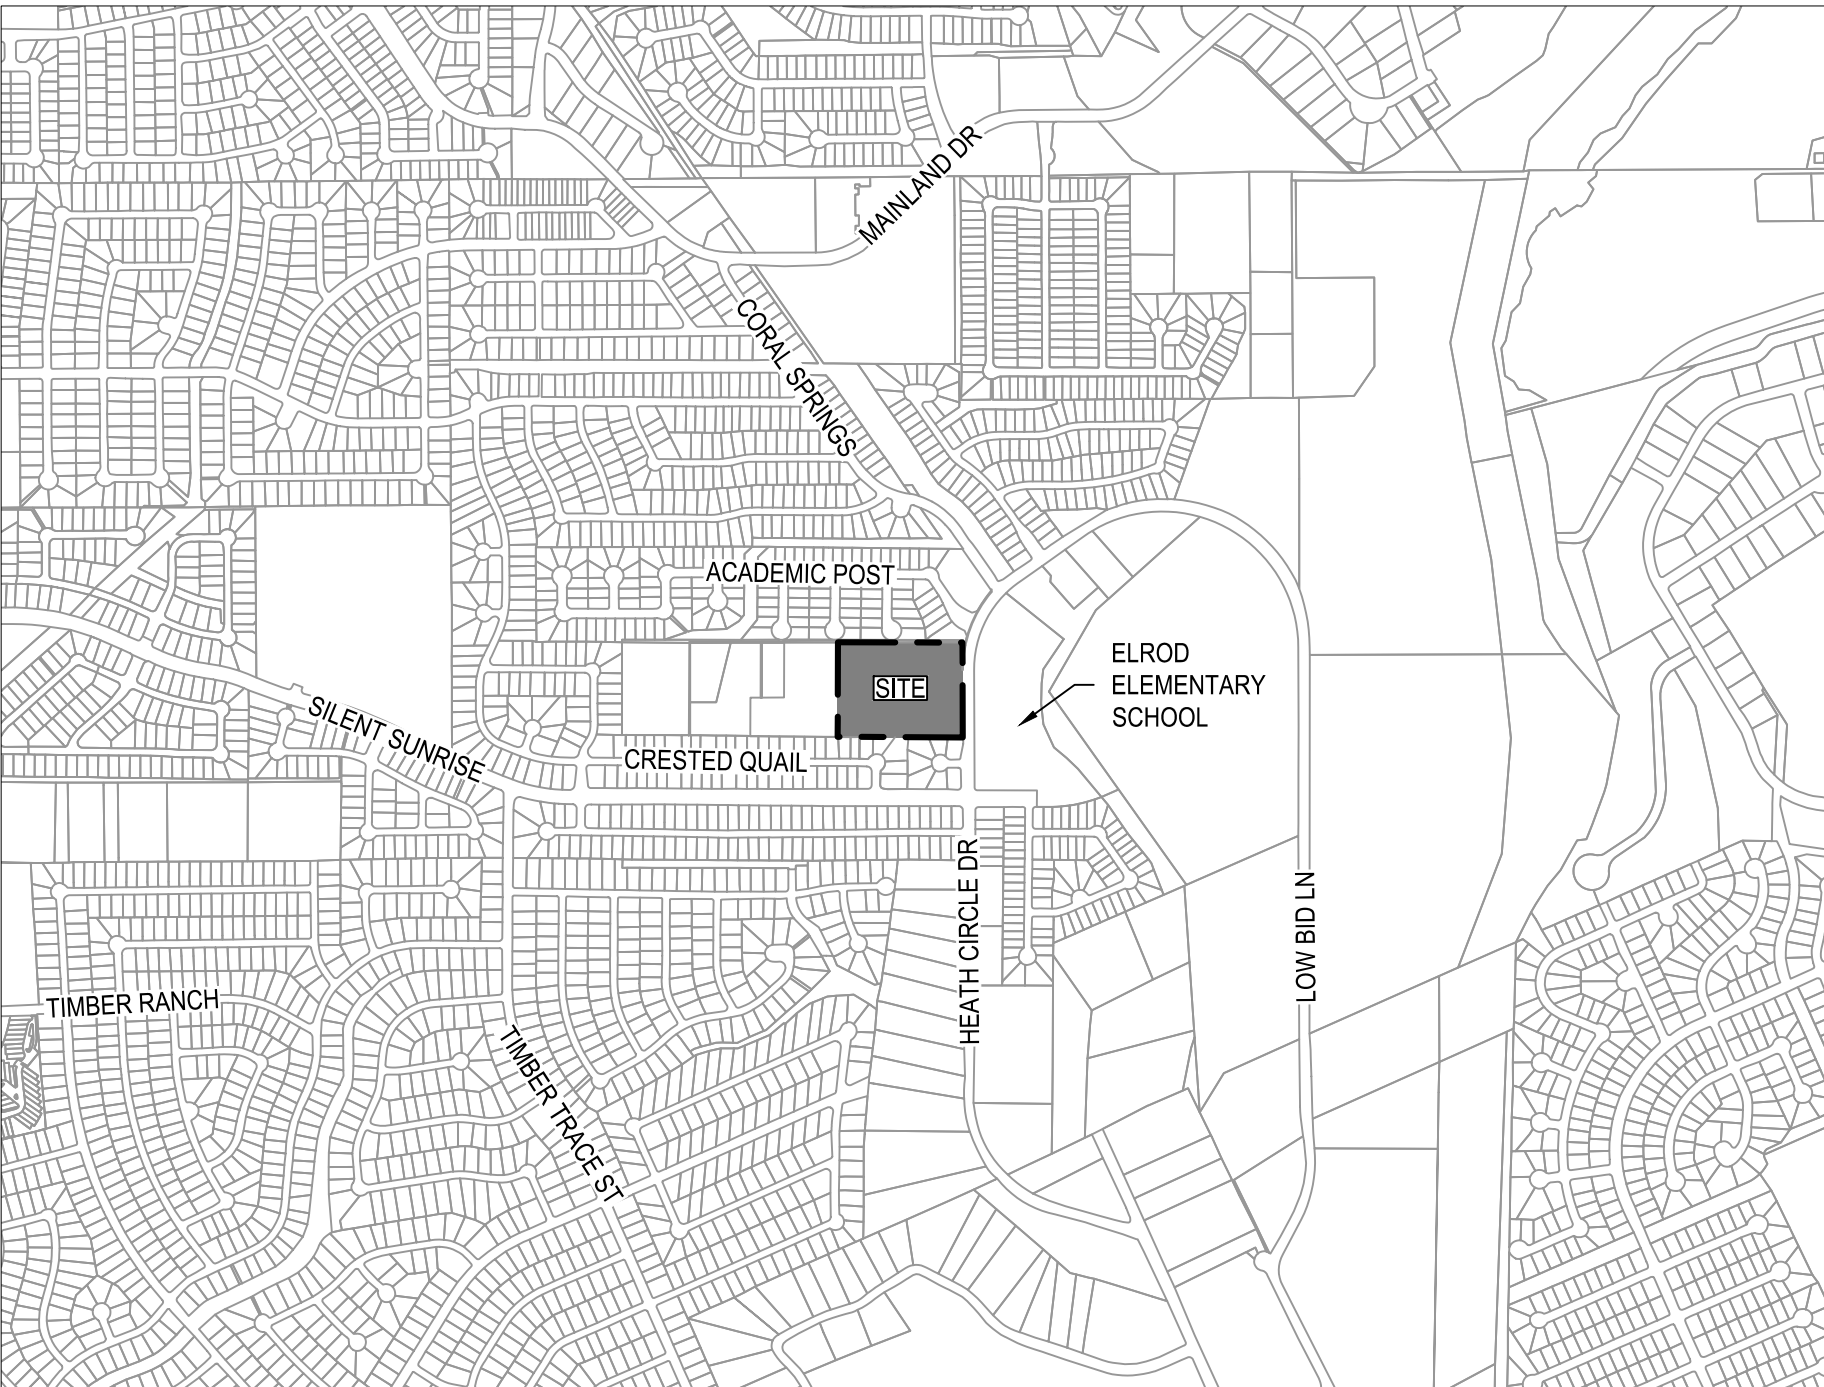 MAINLAND DR
CORAL SPRINGS
ACADEMIC POST
ELROD
ELEMENTARY
SCHOOL
SITE
SILENT SUNRISE
CRESTED QUAIL
HEATH CIRCLE DR
LOW BID LN
TIMBER RANCH
TIMBER TRACE ST